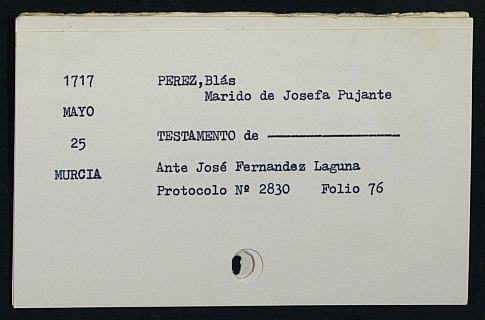 1717 PEREZ,Blás
Marido de Josefa Pujante
MAYO
25 TESTAMENTO de
MURCIA Ante José Fernandez Laguna
Protocolo Nº 2830 Folio 76